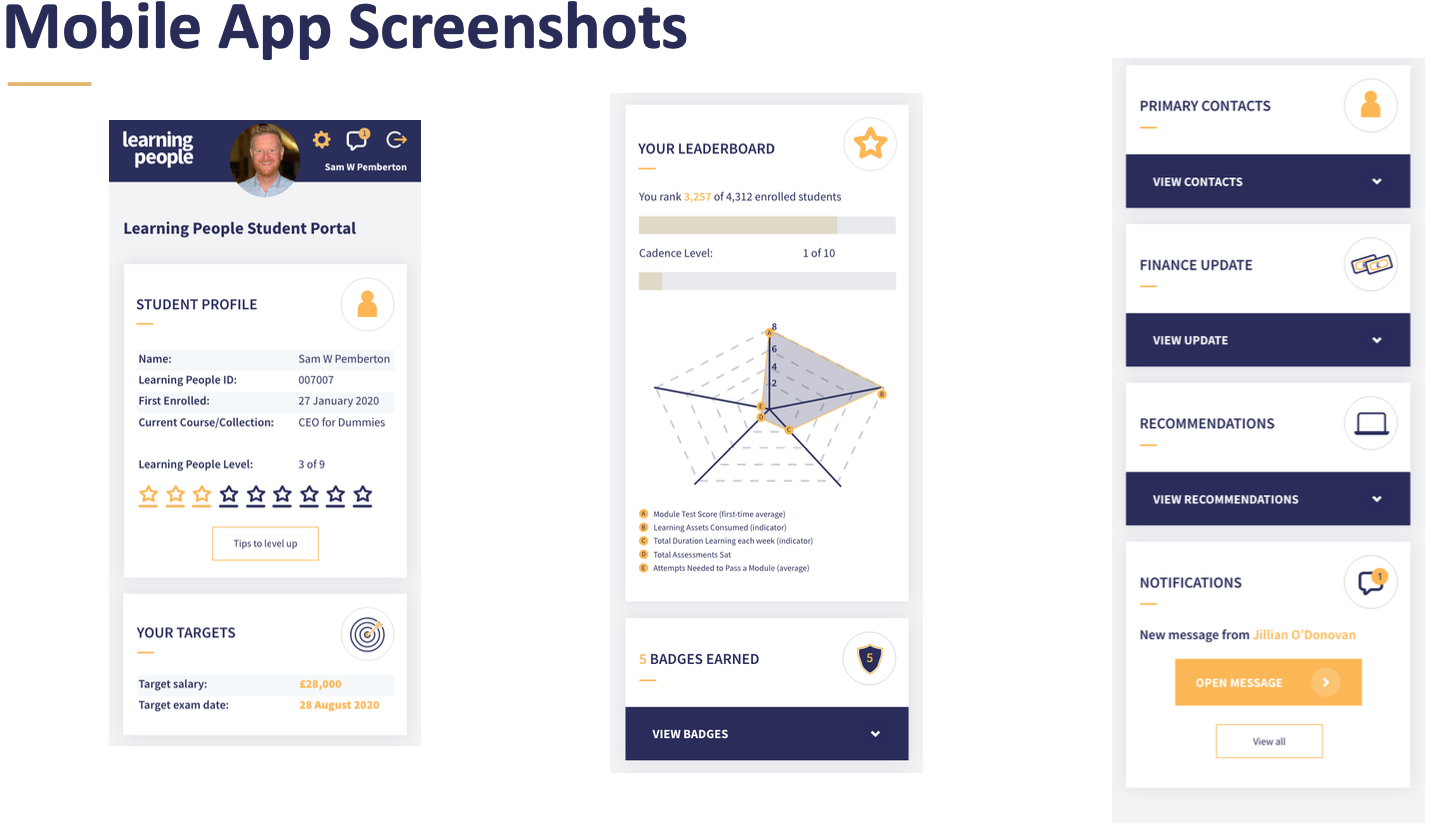 Mobile App Screenshots
learning
people
1
Sam W Pemberton
Learning People Student Portal
STUDENT PROFILE
Name: Sam W Pemberton
Learning People ID: 007007
First Enrolled: 27 January 2020
Current Course/Collection: CEO for Dummies
Learning People Level: 3 of 9
Tips to level up
YOUR TARGETS
Target salary: £28,000
Target exam date: 28 August 2020
YOUR LEADERBOARD
You rank 3,257 of 4,312 enrolled students
Cadence Level: 1 of 10
8
A
6
4
2
B
E
D
C
A Module Test Score (first-time average)
B Learning Assets Consumed (indicator)
C Total Duration Learning each week (indicator)
D Total Assessments Sat
E Attempts Needed to Pass a Module (average)
5 BADGES EARNED
5
VIEW BADGES
PRIMARY CONTACTS
VIEW CONTACTS
FINANCE UPDATE
VIEW UPDATE
RECOMMENDATIONS
VIEW RECOMMENDATIONS
NOTIFICATIONS
1
New message from Jillian O'Donovan
OPEN MESSAGE
View all